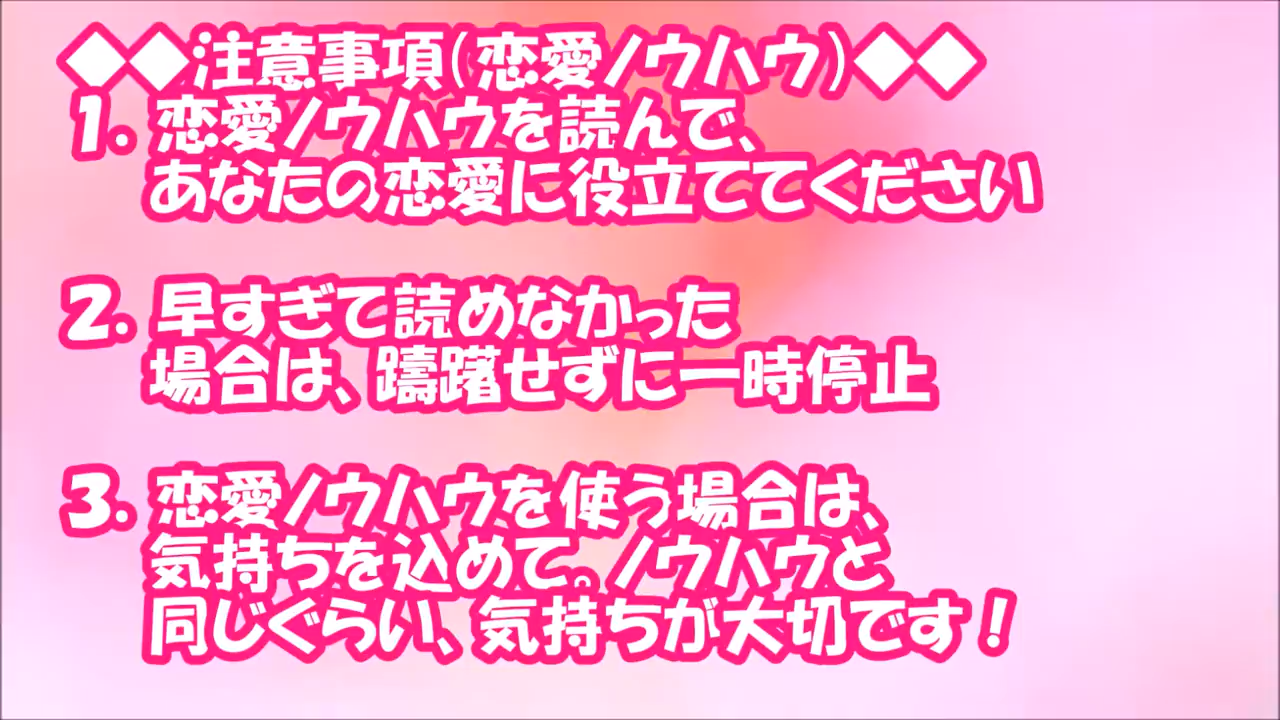 ◆◆注意事項(恋愛ノウハウ)◆◆
1. 恋愛ノウハウを読んで、
あなたの恋愛に役立ててください
2. 早すぎて読めなかった
場合は、躊躇せずに一時停止
3. 恋愛ノウハウを使う場合は、
気持ちを込めて。ノウハウと
同じぐらい、気持ちが大切です!